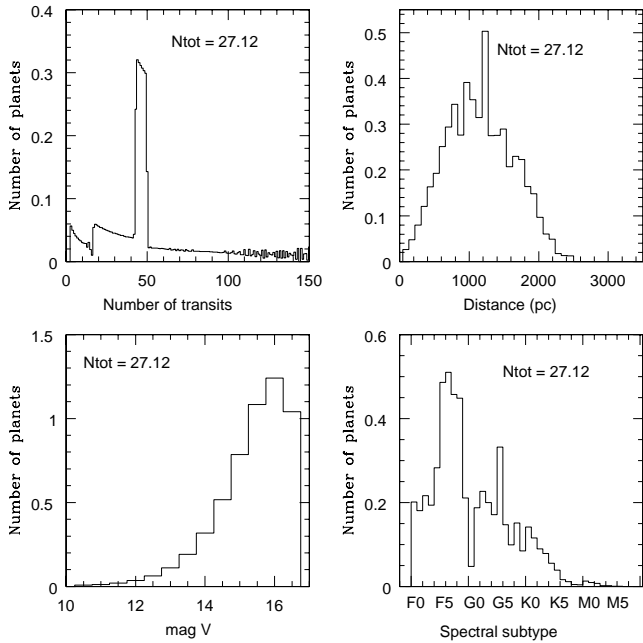 Number of planets
0.4
0.3
0.2
0.1
0
Ntot = 27.12
0
50
100
150
Number of transits
Number of planets
0.5
0.4
0.3
0.2
0.1
0
Ntot = 27.12
0
1000
2000
3000
Distance (pc)
Number of planets
1.5
1
0.5
0
Ntot = 27.12
10
12
14
16
mag V
Number of planets
0.6
0.4
0.2
0
Ntot = 27.12
F0
F5
G0
G5
K0
K5
M0
M5
Spectral subtype